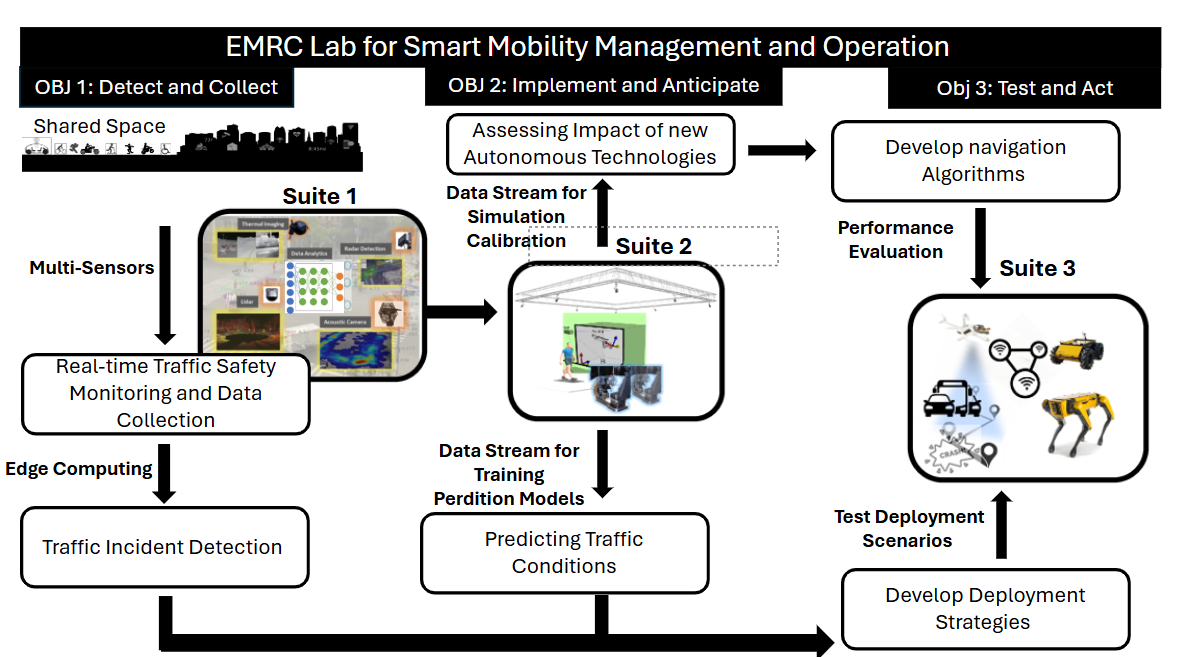 EMRC Lab for Smart Mobility Management and Operation
OBJ 1: Detect and Collect
OBJ 2: Implement and Anticipate
Obj 3: Test and Act
Shared Space
8:45PM
Suite 1
Thermal Imaging
Data Analytics
Radar Detection
Lidar
Acoustic Camera
Multi-Sensors
Real-time Traffic Safety
Monitoring and Data
Collection
Edge Computing
Traffic Incident Detection
Assessing Impact of new
Autonomous Technologies
Data Stream for
Simulation
Calibration
Suite 2
Data Stream for
Training
Perdition Models
Predicting Traffic
Conditions
Develop navigation
Algorithms
Performance
Evaluation
Suite 3
CRASH
Test Deployment
Scenarios
Develop Deployment
Strategies